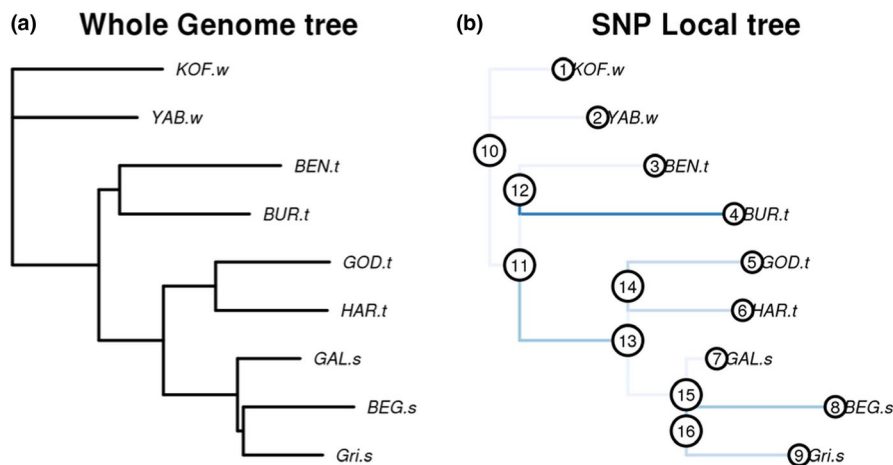 (a) Whole Genome tree
KOF.w
YAB.w
BEN.t
BUR.t
GOD.t
HAR.t
GAL.s
BEG.s
Gri.s
(b) SNP Local tree
1 KOF.w
2 YAB.w
10
3 BEN.t
12
4 BUR.t
11
5 GOD.t
14
6 HAR.t
13
7 GAL.s
15
8 BEG.s
16
9 Gri.s